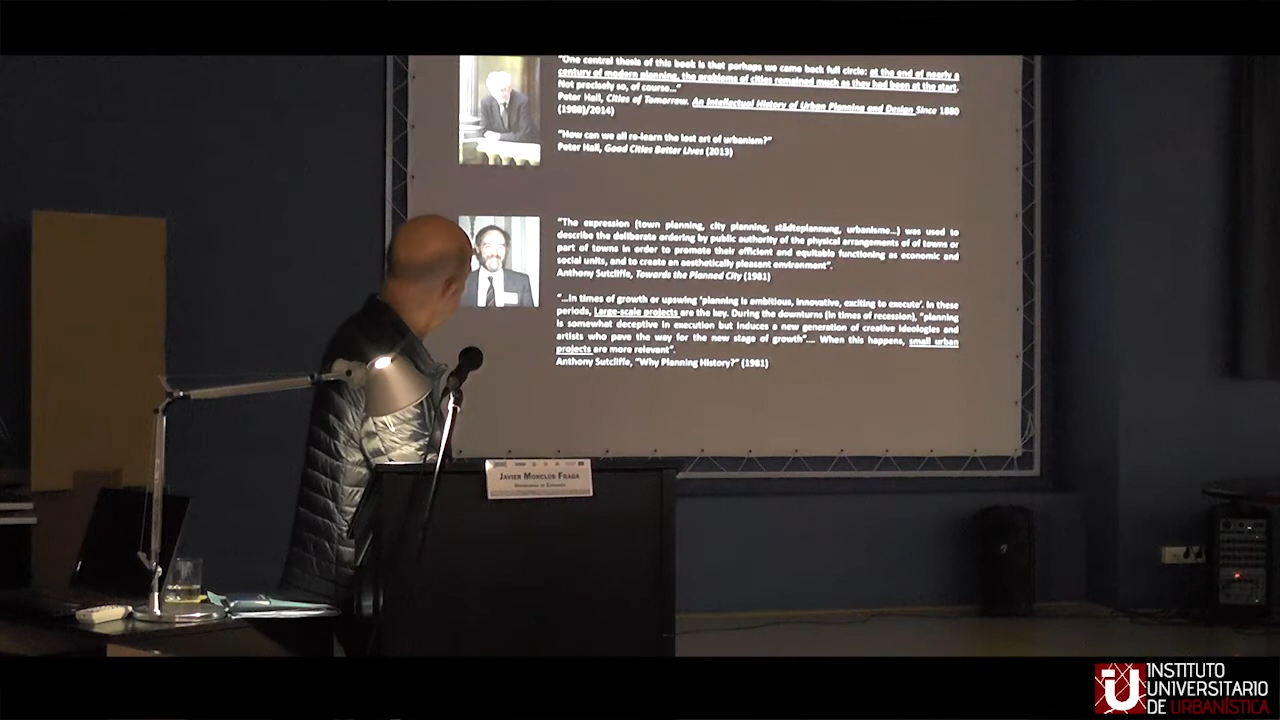 "One central thesis of this book is that perhaps we came back full circle: at the end of nearly a
century of modern planning, the problems of cities remained much as they had been at the start.
Not precisely so, of course..."
Peter Hall, Cities of Tomorrow. An Intellectual History of Urban Planning and Design Since 1880
(1988)/2014)
"How can we all re-learn the lost art of urbanism?"
Peter Hall, Good Cities Better Lives (2013)
"The expression (town planning, city planning, städteplannung, urbanisme...) was used to
describe the deliberate ordering by public authority of the physical arrangements of of towns or
part of towns in order to promote their efficient and equitable functioning as economic and
social units, and to create an aesthetically pleasant environment".
Anthony Sutcliffe, Towards the Planned City (1981)
"...In times of growth or upswing 'planning is ambitious, innovative, exciting to execute'. In these
periods, Large-scale projects are the key. During the downturns (in times of recession), "planning
is somewhat deceptive in execution but induces a new generation of creative ideologies and
artists who pave the way for the new stage of growth".... When this happens, small urban
projects are more relevant".
Anthony Sutcliffe, "Why Planning History?" (1981)
JAVIER MONCLÚS FRAGA
UNIVERSIDAD DE ZARAGOZA
INSTITUTO
UNIVERSITARIO
DE URBANÍSTICA